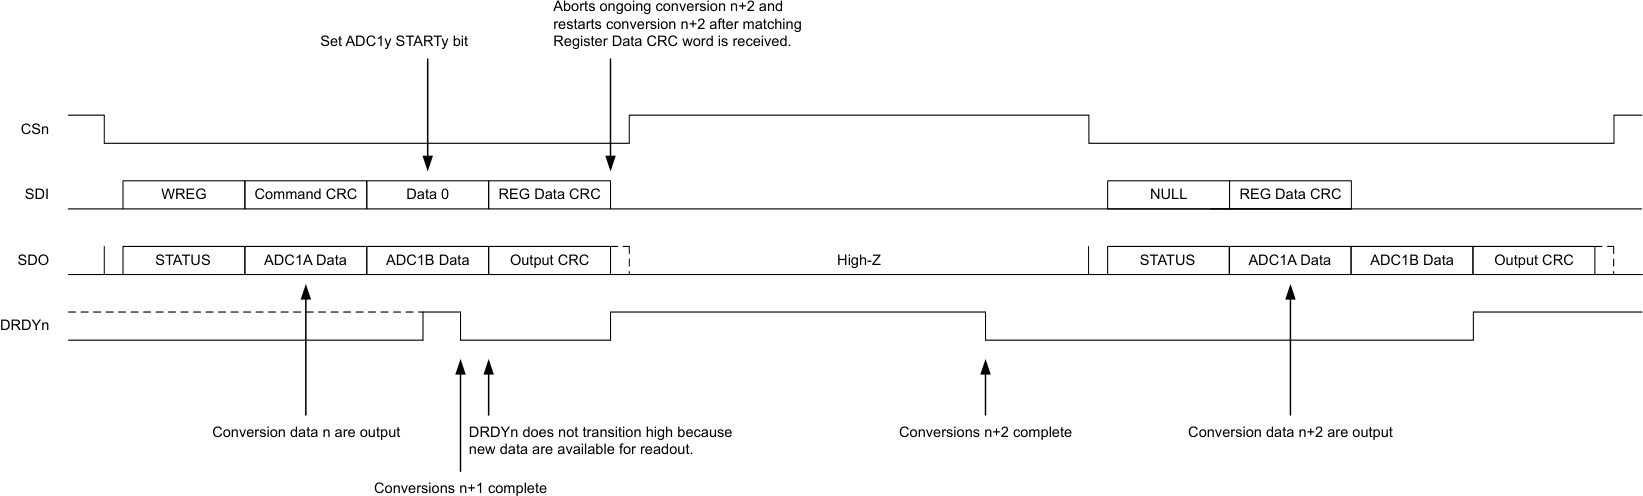 Aborts ongoing conversion n+2 and
restarts conversion n+2 after matching
Register Data CRC word is received.
Set ADC1y STARTy bit
CSn
SDI
WREG
Command CRC
Data 0
REG Data CRC
NULL
REG Data CRC
SDO
STATUS
ADC1A Data
ADC1B Data
Output CRC
High-Z
STATUS
ADC1A Data
ADC1B Data
Output CRC
DRDYn
Conversion data n are output
DRDYn does not transition high because
new data are available for readout.
Conversions n+2 complete
Conversion data n+2 are output
Conversions n+1 complete